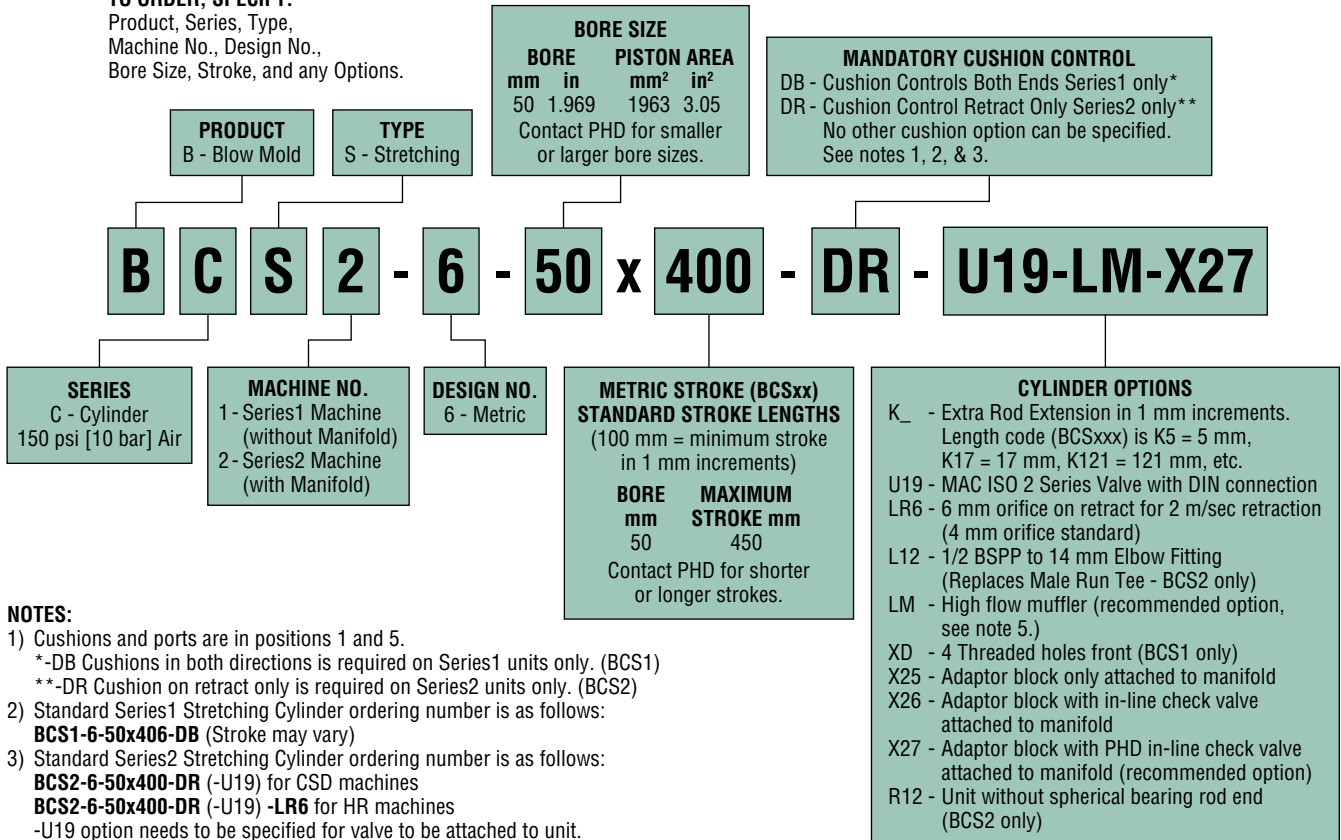 TO ORDER, SPECIFY:
Product, Series, Type,
Machine No., Design No.,
Bore Size, Stroke, and any Options.
PRODUCT
B - Blow Mold
TYPE
S - Stretching
BORE SIZE
BORE PISTON AREA
mm in mm² in²
50 1.969 1963 3.05
Contact PHD for smaller
or larger bore sizes.
MANDATORY CUSHION CONTROL
DB - Cushion Controls Both Ends Series1 only*
DR - Cushion Control Retract Only Series2 only**
No other cushion option can be specified.
See notes 1, 2, & 3.
B C S 2 - 6 - 50 x 400 - DR - U19-LM-X27
SERIES
C - Cylinder
150 psi [10 bar] Air
MACHINE NO.
1 - Series1 Machine
(without Manifold)
2 - Series2 Machine
(with Manifold)
DESIGN NO.
6 - Metric
METRIC STROKE (BCSxx)
STANDARD STROKE LENGTHS
(100 mm = minimum stroke
in 1 mm increments)
BORE MAXIMUM
mm STROKE mm
50 450
Contact PHD for shorter
or longer strokes.
CYLINDER OPTIONS
K_ - Extra Rod Extension in 1 mm increments.
Length code (BCSxxx) is K5 = 5 mm,
K17 = 17 mm, K121 = 121 mm, etc.
U19 - MAC ISO 2 Series Valve with DIN connection
LR6 - 6 mm orifice on retract for 2 m/sec retraction
(4 mm orifice standard)
L12 - 1/2 BSPP to 14 mm Elbow Fitting
(Replaces Male Run Tee - BCS2 only)
LM - High flow muffler (recommended option,
see note 5.)
XD - 4 Threaded holes front (BCS1 only)
X25 - Adaptor block only attached to manifold
X26 - Adaptor block with in-line check valve
attached to manifold
X27 - Adaptor block with PHD in-line check valve
attached to manifold (recommended option)
R12 - Unit without spherical bearing rod end
(BCS2 only)
NOTES:
1) Cushions and ports are in positions 1 and 5.
*-DB Cushions in both directions is required on Series1 units only. (BCS1)
**-DR Cushion on retract only is required on Series2 units only. (BCS2)
2) Standard Series1 Stretching Cylinder ordering number is as follows:
BCS1-6-50x406-DB (Stroke may vary)
3) Standard Series2 Stretching Cylinder ordering number is as follows:
BCS2-6-50x400-DR (-U19) for CSD machines
BCS2-6-50x400-DR (-U19) -LR6 for HR machines
-U19 option needs to be specified for valve to be attached to unit.